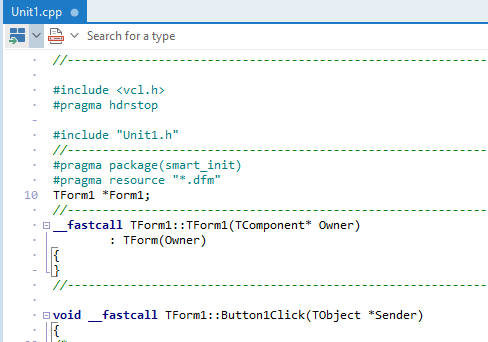 Unit1.cpp
Search for a type
//---------------------------------------------------------------
#include <vcl.h>
#pragma hdrstop
#include "Unit1.h"
//---------------------------------------------------------------
#pragma package(smart_init)
#pragma resource "*.dfm"
10 TForm1 *Form1;
//---------------------------------------------------------------
__fastcall TForm1::TForm1(TComponent* Owner)
: TForm(Owner)
{
}
//---------------------------------------------------------------
void __fastcall TForm1::Button1Click(TObject *Sender)
{